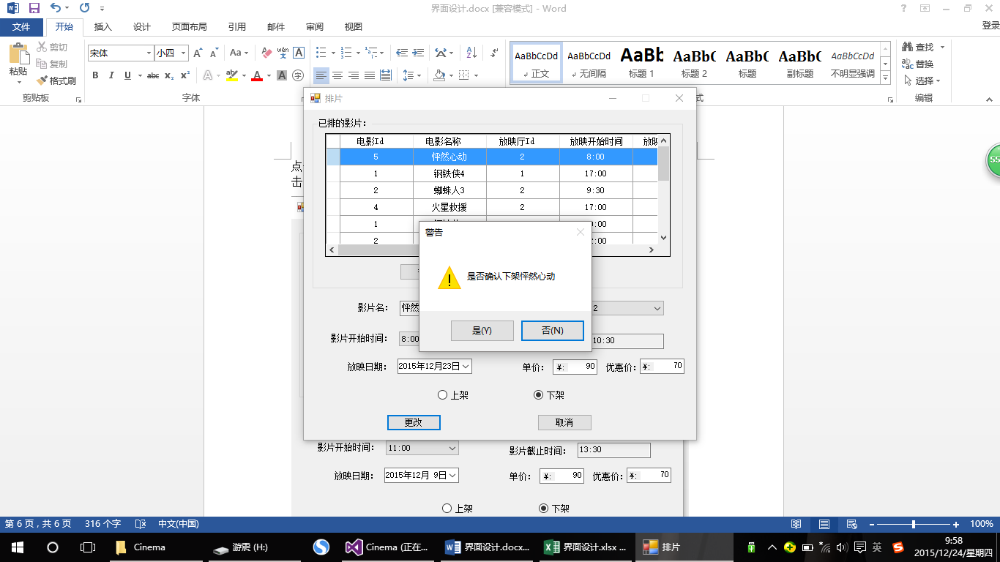 界面设计.docx [兼容模式] - Word
文件 开始 插入 设计 页面布局 引用 邮件 审阅 视图 登录
粘贴 剪切 复制 格式刷
宋体 小四
剪贴板 字体 编辑
AaBbCcDd AaBbCcDd AaBb AaBbC AaBbC AaBbC AaBbCcDd
正文 无间隔 标题 1 标题 2 标题 副标题 不明显强调
查找 替换 选择
排片
已排的影片:
电影Id 电影名称 放映厅Id 放映开始时间 放映
5 怦然心动 2 8:00
1 钢铁侠4 1 17:00
2 蜘蛛人3 2 9:30
4 火星救援 2 17:00
1
2
警告
是否确认下架怦然心动
是(Y) 否(N)
影片名: 怦然 2
影片开始时间: 8:00 10:30
放映日期: 2015年12月23日 单价: ¥: 90 优惠价: ¥: 70
上架 下架
更改 取消
点
击
影片开始时间: 11:00 影片截止时间: 13:30
放映日期: 2015年12月 9日 单价: ¥: 90 优惠价: ¥: 70
上架 下架
55
第 6 页，共 6 页 316 个字 中文(中国) 100%
Cinema 游震 (H:) Cinema (正在... 界面设计.docx... 界面设计.xlsx ... 排片 英 9:58
2015/12/24/星期四